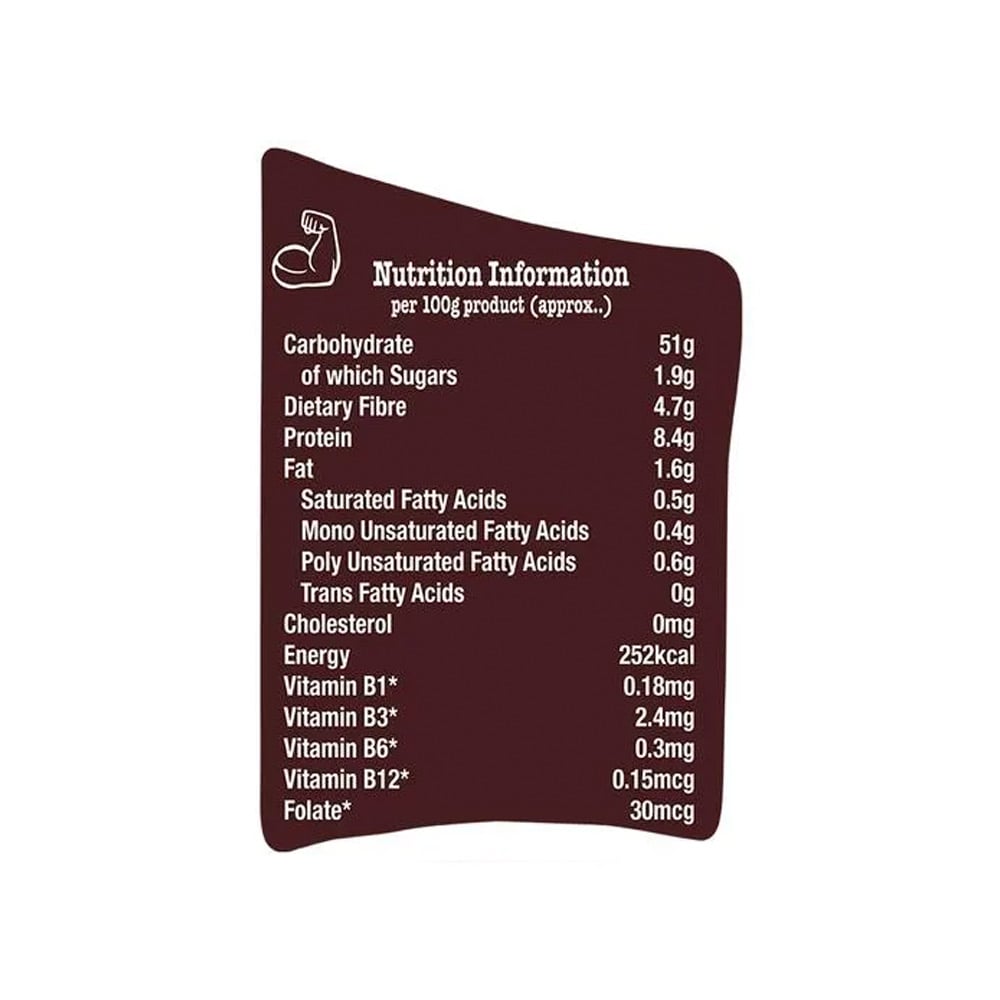 Nutrition Information
per 100g product (approx..)
Carbohydrate 51g
of which Sugars 1.9g
Dietary Fibre 4.7g
Protein 8.4g
Fat 1.6g
Saturated Fatty Acids 0.5g
Mono Unsaturated Fatty Acids 0.4g
Poly Unsaturated Fatty Acids 0.6g
Trans Fatty Acids 0g
Cholesterol 0mg
Energy 252kcal
Vitamin B1* 0.18mg
Vitamin B3* 2.4mg
Vitamin B6* 0.3mg
Vitamin B12* 0.15mcg
Folate* 30mcg